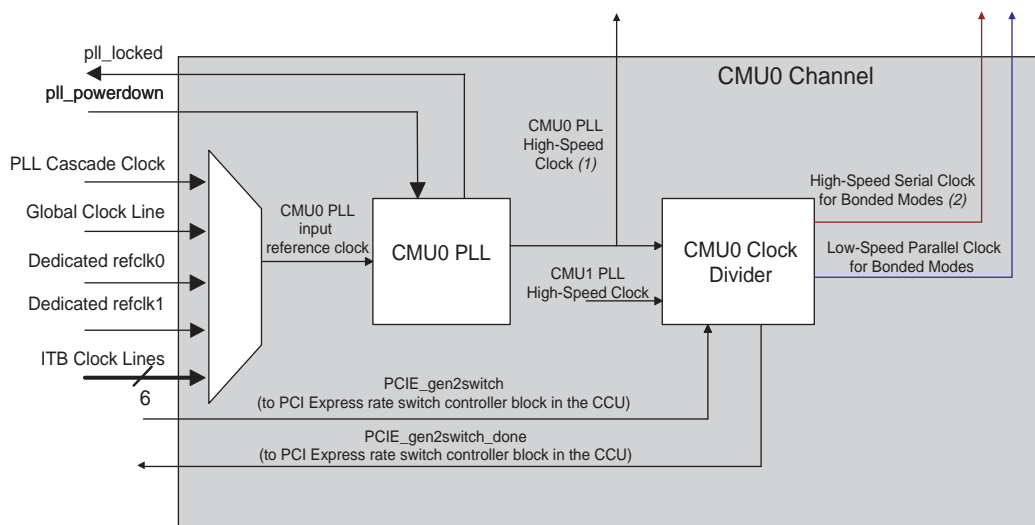 pll_locked
CMU0 Channel
pll_powerdown
CMU0 PLL
High-Speed
Clock (1)
PLL Cascade Clock
Global Clock Line
Dedicated refclk0
Dedicated refclk1
ITB Clock Lines
6
CMU0 PLL
input
reference clock
CMU0 PLL
CMU1 PLL
High-Speed Clock
CMU0 Clock
Divider
High-Speed Serial Clock
for Bonded Modes (2)
Low-Speed Parallel Clock
for Bonded Modes
PCIE_gen2switch
(to PCI Express rate switch controller block in the CCU)
PCIE_gen2switch_done
(to PCI Express rate switch controller block in the CCU)